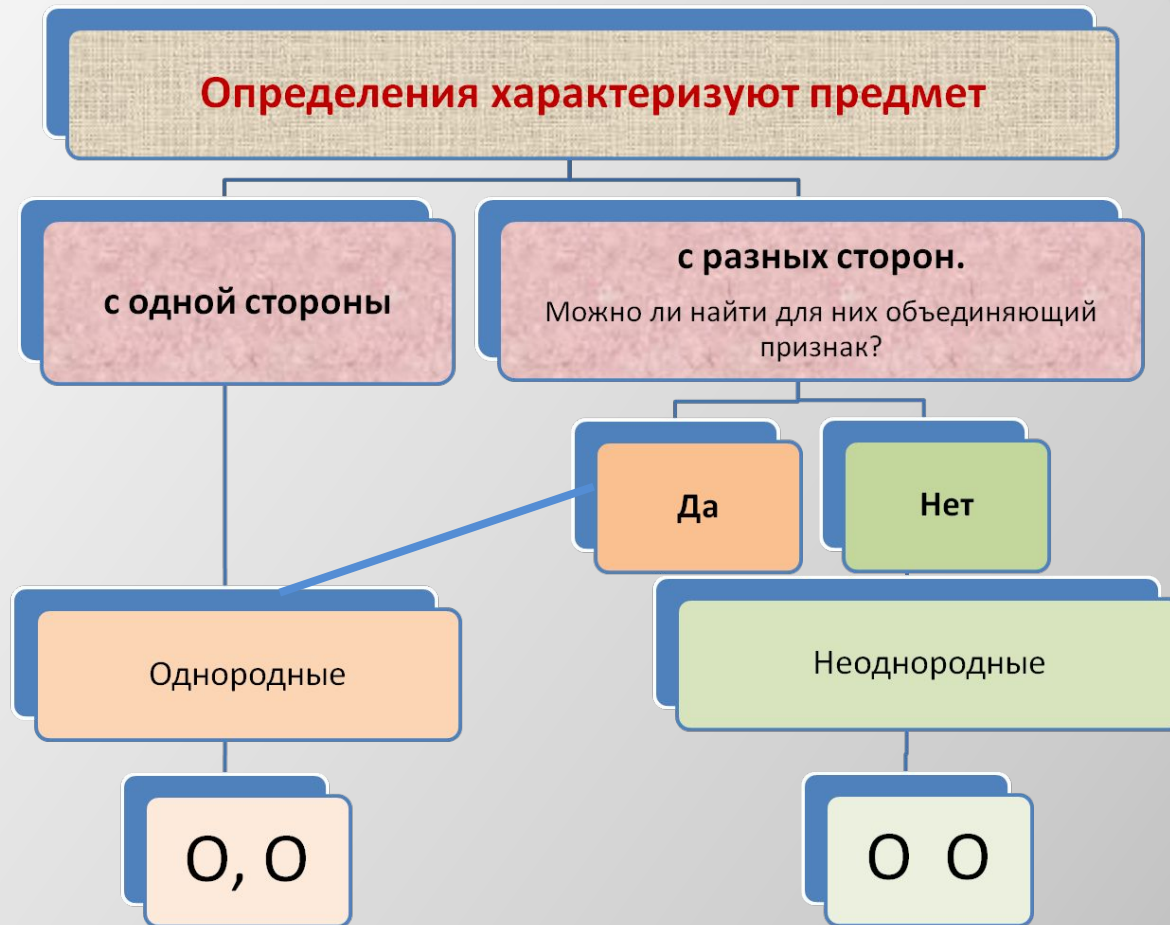 Определения характеризуют предмет
с одной стороны
с разных сторон.
Можно ли найти для них объединяющий
признак?
Да
Нет
Однородные
Неоднородные
О, О
О О